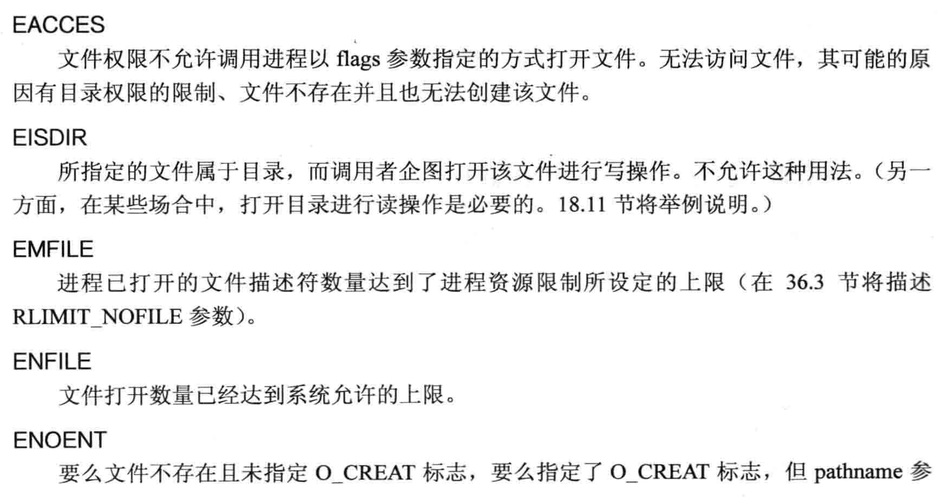 EACCES
文件权限不允许调用进程以 flags 参数指定的方式打开文件。无法访问文件，其可能的原
因有目录权限的限制、文件不存在并且也无法创建该文件。
EISDIR
所指定的文件属于目录，而调用者企图打开该文件进行写操作。不允许这种用法。（另一
方面，在某些场合中，打开目录进行读操作是必要的。18.11 节将举例说明。）
EMFILE
进程已打开的文件描述符数量达到了进程资源限制所设定的上限（在 36.3 节将描述
RLIMIT_NOFILE 参数）。
ENFILE
文件打开数量已经达到系统允许的上限。
ENOENT
要么文件不存在且未指定 O_CREAT 标志，要么指定了 O_CREAT 标志，但 pathname 参